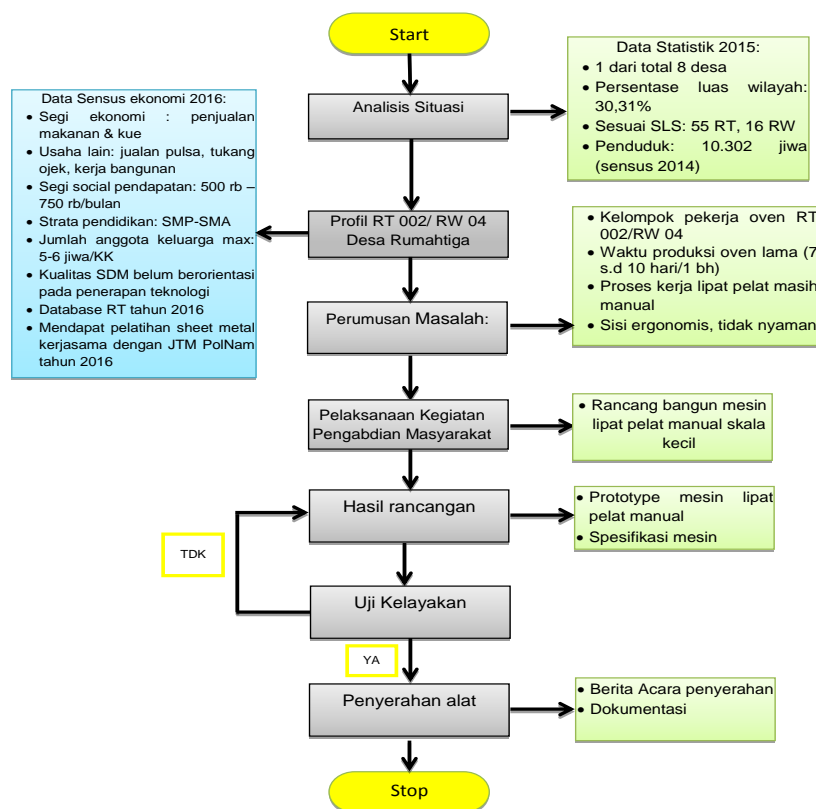 Start
Analisis Situasi
Data Statistik 2015:
• 1 dari total 8 desa
• Persentase luas wilayah:
30,31%
• Sesuai SLS: 55 RT, 16 RW
• Penduduk: 10.302 jiwa
(sensus 2014)
Data Sensus ekonomi 2016:
• Segi ekonomi : penjualan
makanan & kue
• Usaha lain: jualan pulsa, tukang
ojek, kerja bangunan
• Segi social pendapatan: 500 rb –
750 rb/bulan
• Strata pendidikan: SMP-SMA
• Jumlah anggota keluarga max:
5-6 jiwa/KK
• Kualitas SDM belum berorientasi
pada penerapan teknologi
• Database RT tahun 2016
• Mendapat pelatihan sheet metal
kerjasama dengan JTM PolNam
tahun 2016
Profil RT 002/ RW 04
Desa Rumahtiga
• Kelompok pekerja oven RT
002/RW 04
• Waktu produksi oven lama (7
s.d 10 hari/1 bh)
• Proses kerja lipat pelat masih
manual
• Sisi ergonomis, tidak nyaman
Perumusan Masalah:
Pelaksanaan Kegiatan
Pengabdian Masyarakat
• Rancang bangun mesin
lipat pelat manual skala
kecil
Hasil rancangan
• Prototype mesin lipat
pelat manual
• Spesifikasi mesin
TDK
Uji Kelayakan
YA
Penyerahan alat
• Berita Acara penyerahan
• Dokumentasi
Stop